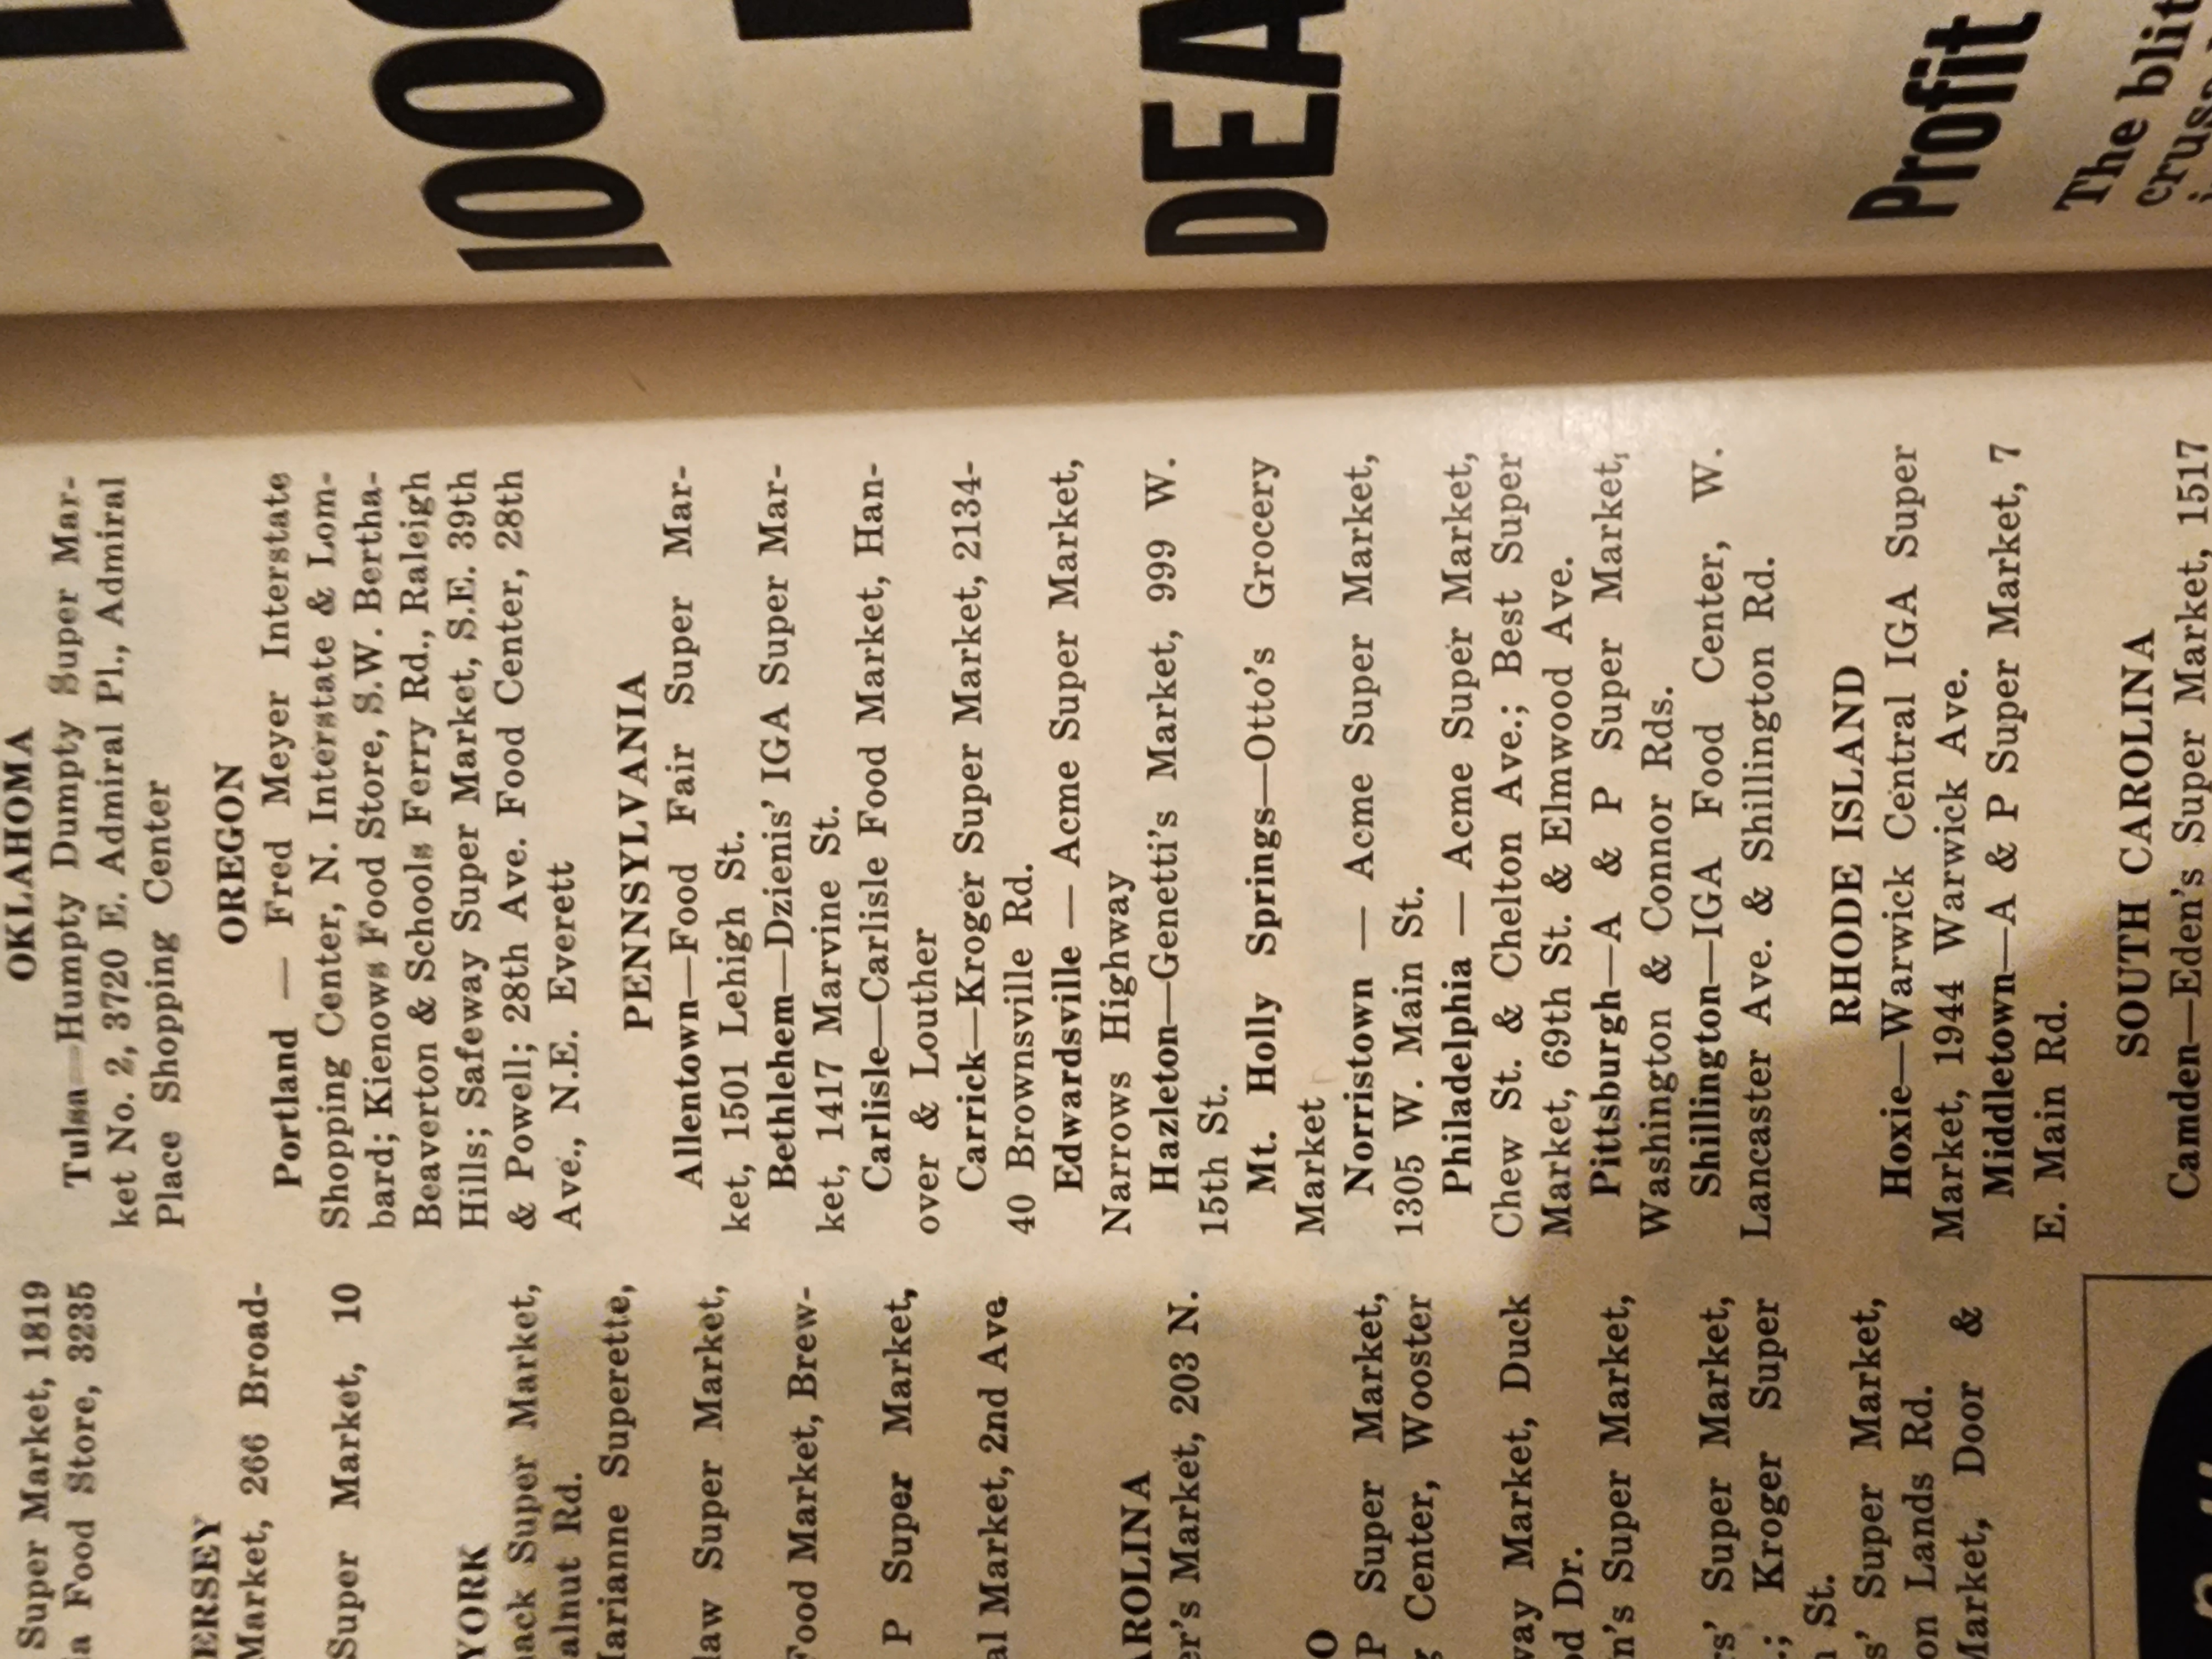 Super Market, 1819
a Food Store, 3235
ERSEY
Market, 266 Broad-
Super Market, 10
YORK
nack Super Market,
alnut Rd.
Marianne Superette,
law Super Market,
Food Market, Brew-
P Super Market,
al Market, 2nd Ave.
AROLINA
er's Market, 203 N.
O
P Super Market,
g Center, Wooster
way Market, Duck
od Dr.
n's Super Market,
rs' Super Market,
.; Kroger Super
n St.
s' Super Market,
on Lands Rd.
Market, Door &
OKLAHOMA
Tulsa—Humpty Dumpty Super Mar-
ket No. 2, 3720 E. Admiral Pl., Admiral
Place Shopping Center
OREGON
Portland — Fred Meyer Interstate
Shopping Center, N. Interstate & Lom-
bard; Kienows Food Store, S.W. Bertha-
Beaverton & Schools Ferry Rd., Raleigh
Hills; Safeway Super Market, S.E. 39th
& Powell; 28th Ave. Food Center, 28th
Ave., N.E. Everett
PENNSYLVANIA
Allentown—Food Fair Super Mar-
ket, 1501 Lehigh St.
Bethlehem—Dzienis' IGA Super Mar-
ket, 1417 Marvine St.
Carlisle—Carlisle Food Market, Han-
over & Louther
Carrick—Kroger Super Market, 2134-
40 Brownsville Rd.
Edwardsville — Acme Super Market,
Narrows Highway
Hazleton—Genetti's Market, 999 W.
15th St.
Mt. Holly Springs—Otto's Grocery
Market
Norristown — Acme Super Market,
1305 W. Main St.
Philadelphia — Acme Super Market,
Chew St. & Chelton Ave.; Best Super
Market, 69th St. & Elmwood Ave.
Pittsburgh—A & P Super Market,
Washington & Connor Rds.
Shillington—IGA Food Center, W.
Lancaster Ave. & Shillington Rd.
RHODE ISLAND
Hoxie—Warwick Central IGA Super
Market, 1944 Warwick Ave.
Middletown—A & P Super Market, 7
E. Main Rd.
SOUTH CAROLINA
Camden—Eden's Super Market, 1517
100
DEA
Profit
The blit
crus